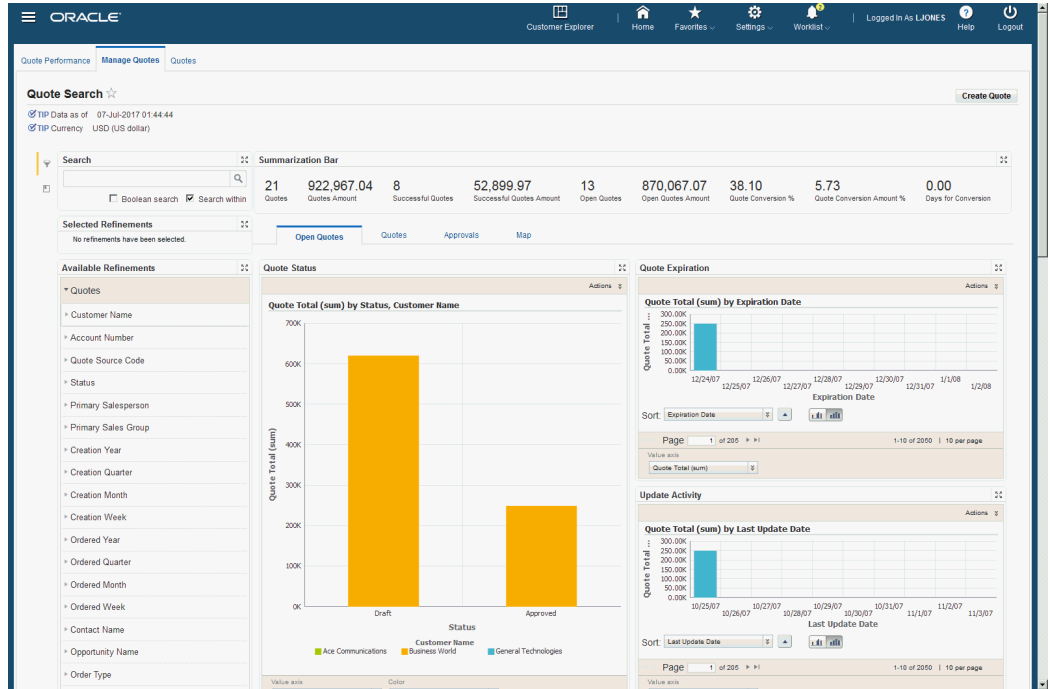 ORACLE
Customer Explorer
Home
Favorites
Settings
Worklist
2
Logged In As LJONES
Help
Logout
Quote Performance
Manage Quotes
Quotes
Quote Search
Create Quote
TIP Data as of 07-Jul-2017 01:44:44
TIP Currency USD (US dollar)
Search
Boolean search
Search within
Selected Refinements
No refinements have been selected.
Available Refinements
Quotes
Customer Name
Account Number
Quote Source Code
Status
Primary Salesperson
Primary Sales Group
Creation Year
Creation Quarter
Creation Month
Creation Week
Ordered Year
Ordered Quarter
Ordered Month
Ordered Week
Contact Name
Opportunity Name
Order Type
Summarization Bar
21 922,967.04 8 52,899.97 13 870,067.07 38.10 5.73 0.00
Quotes Quotes Amount Successful Quotes Successful Quotes Amount Open Quotes Open Quotes Amount Quote Conversion % Quote Conversion Amount % Days for Conversion
Open Quotes Quotes Approvals Map
Quote Status
Actions
Quote Total (sum) by Status, Customer Name
Quote Total (sum)
700K
600K
500K
400K
300K
200K
100K
0K
Draft Approved
Status
Customer Name
Ace Communications Business World General Technologies
Value axis Color
Quote Expiration
Actions
Quote Total (sum) by Expiration Date
Quote Total ...
300.00K
250.00K
200.00K
150.00K
100.00K
50.00K
0.00K
12/24/07 12/25/07 12/26/07 12/27/07 12/28/07 12/29/07 12/30/07 12/31/07 1/1/08 1/2/08
Expiration Date
Sort: Expiration Date
Page 1 of 205
1-10 of 2050 | 10 per page
Value axis
Quote Total (sum)
Update Activity
Actions
Quote Total (sum) by Last Update Date
Quote Total ...
300.00K
250.00K
200.00K
150.00K
100.00K
50.00K
0.00K
10/25/07 10/26/07 10/27/07 10/28/07 10/29/07 10/30/07 10/31/07 11/1/07 11/2/07 11/3/07
Last Update Date
Sort: Last Update Date
Page 1 of 205
1-10 of 2050 | 10 per page
Value axis